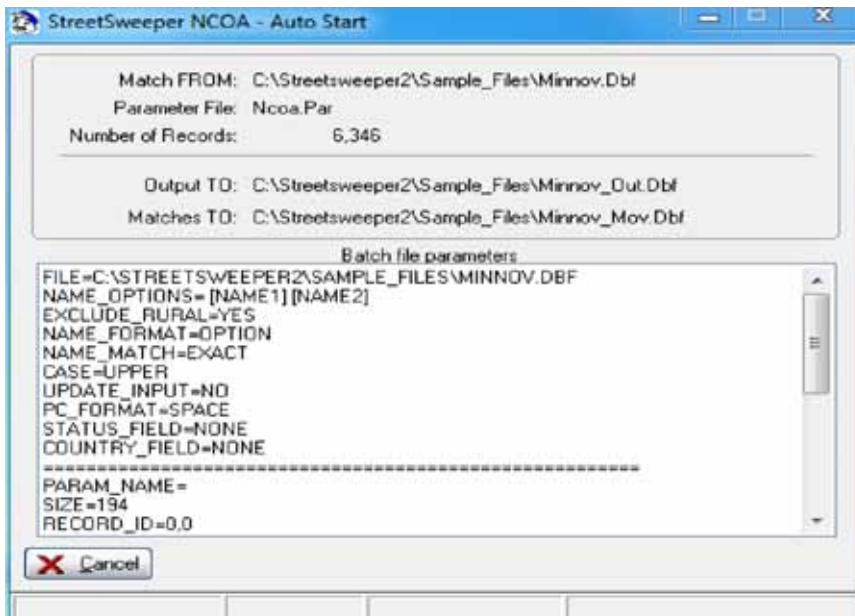 StreetSweeper NCOA - Auto Start
Match FROM: C:\Streetsweeper2\Sample_Files\Minnov.Dbf
Parameter File: Ncoa.Par
Number of Records: 6,346
Output TO: C:\Streetsweeper2\Sample_Files\Minnov_Out.Dbf
Matches TO: C:\Streetsweeper2\Sample_Files\Minnov_Mov.Dbf
Batch file parameters
FILE=C:\STREETSWEEPER2\SAMPLE_FILES\MINNOV.DBF
NAME_OPTIONS= [NAME1] [NAME2]
EXCLUDE_RURAL=YES
NAME_FORMAT=OPTION
NAME_MATCH=EXACT
CASE=UPPER
UPDATE_INPUT=NO
PC_FORMAT=SPACE
STATUS_FIELD=NONE
COUNTRY_FIELD=NONE
========================================================
PARAM_NAME=
SIZE=194
RECORD_ID=0,0
Cancel